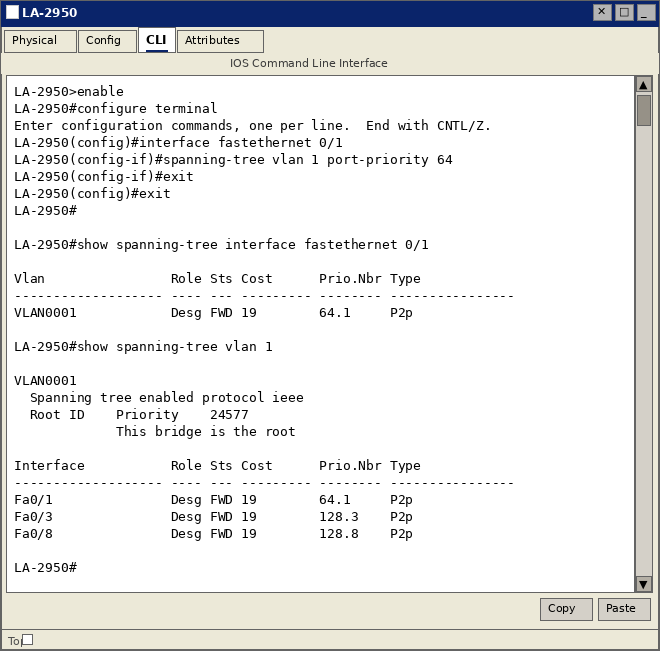 LA-2950
Physical Config CLI Attributes
IOS Command Line Interface
LA-2950>enable
LA-2950#configure terminal
Enter configuration commands, one per line.  End with CNTL/Z.
LA-2950(config)#interface fastethernet 0/1
LA-2950(config-if)#spanning-tree vlan 1 port-priority 64
LA-2950(config-if)#exit
LA-2950(config)#exit
LA-2950#
LA-2950#show spanning-tree interface fastethernet 0/1
Vlan                Role Sts Cost      Prio.Nbr Type
------------------- ---- --- --------- -------- ----------------
VLAN0001            Desg FWD 19        64.1     P2p
LA-2950#show spanning-tree vlan 1
VLAN0001
  Spanning tree enabled protocol ieee
  Root ID    Priority    24577
             This bridge is the root
Interface           Role Sts Cost      Prio.Nbr Type
------------------- ---- --- --------- -------- ----------------
Fa0/1               Desg FWD 19        64.1     P2p
Fa0/3               Desg FWD 19        128.3    P2p
Fa0/8               Desg FWD 19        128.8    P2p
LA-2950#
Copy Paste